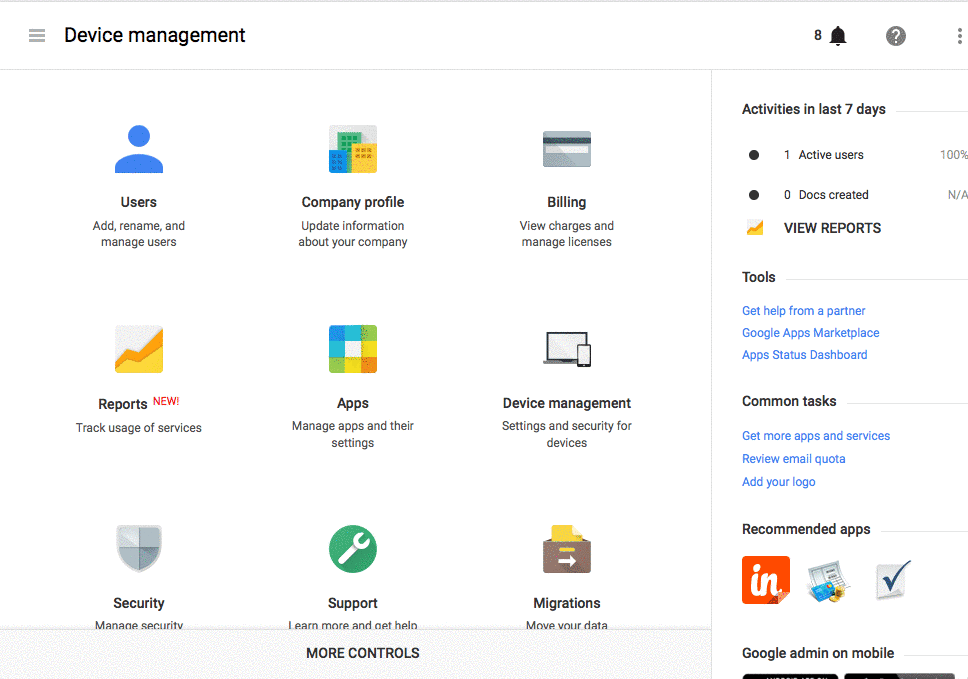 Device management
8
Users
Add, rename, and
manage users
Company profile
Update information
about your company
Billing
View charges and
manage licenses
Reports NEW!
Track usage of services
Apps
Manage apps and their
settings
Device management
Settings and security for
devices
Security
Manage security
Support
Learn more and get help
Migrations
Move your data
MORE CONTROLS
Activities in last 7 days
1 Active users 100%
0 Docs created N/A
VIEW REPORTS
Tools
Get help from a partner
Google Apps Marketplace
Apps Status Dashboard
Common tasks
Get more apps and services
Review email quota
Add your logo
Recommended apps
in
Google admin on mobile